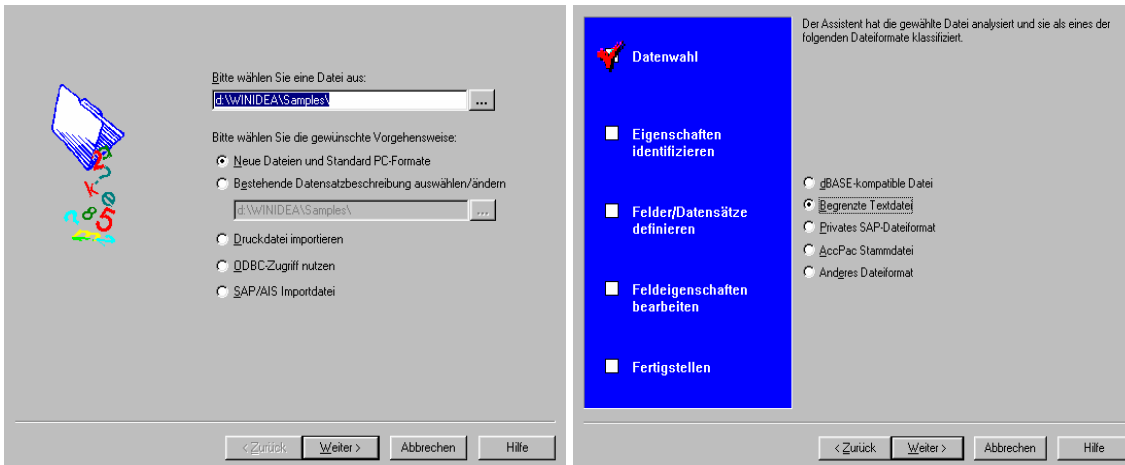 Bitte wählen Sie eine Datei aus:
d:\WINIDEA\Samples\
...
Bitte wählen Sie die gewünschte Vorgehensweise:
Neue Dateien und Standard PC-Formate
Bestehende Datensatzbeschreibung auswählen/ändern
d:\WINIDEA\Samples\
...
Druckdatei importieren
ODBC-Zugriff nutzen
SAP/AIS Importdatei
< Zurück
Weiter >
Abbrechen
Hilfe
Datenwahl
Eigenschaften
identifizieren
Felder/Datensätze
definieren
Feldeigenschaften
bearbeiten
Fertigstellen
Der Assistent hat die gewählte Datei analysiert und sie als eines der
folgenden Dateiformate klassifiziert.
dBASE-kompatible Datei
Begrenzte Textdatei
Privates SAP-Dateiformat
AccPac Stammdatei
Anderes Dateiformat
< Zurück
Weiter >
Abbrechen
Hilfe